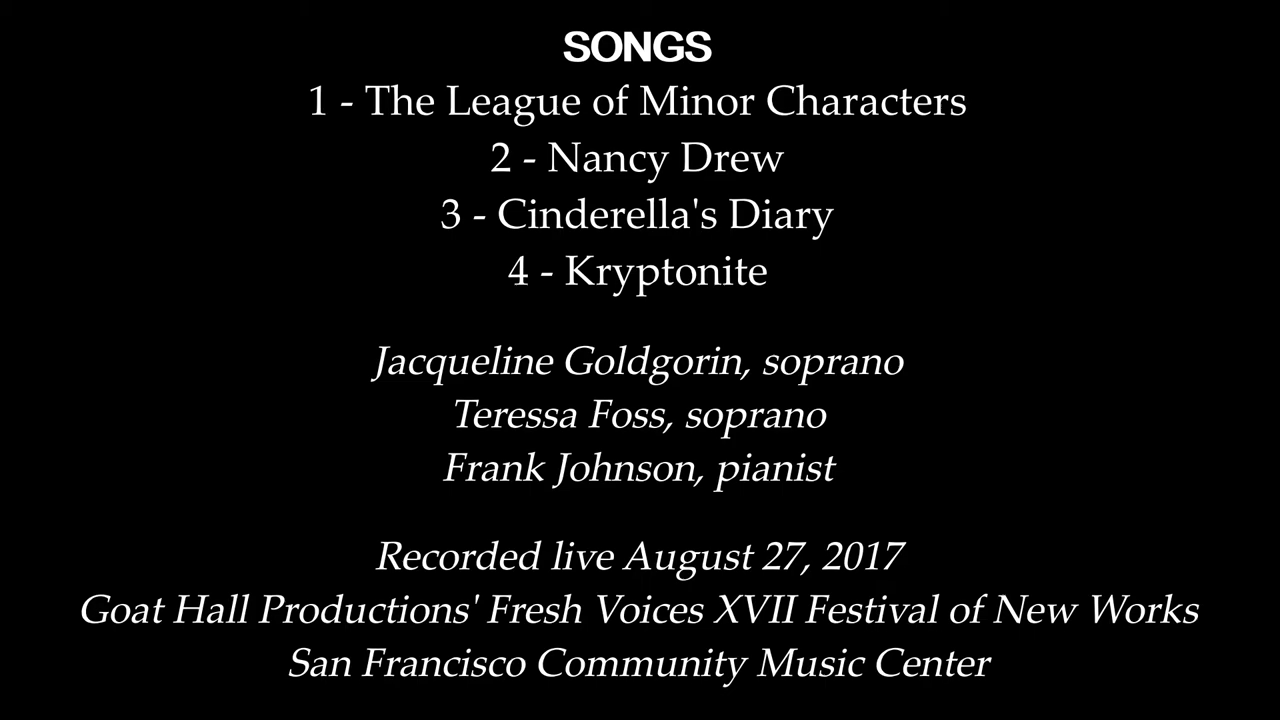 SONGS
1 - The League of Minor Characters
2 - Nancy Drew
3 - Cinderella's Diary
4 - Kryptonite
Jacqueline Goldgorin, soprano
Teressa Foss, soprano
Frank Johnson, pianist
Recorded live August 27, 2017
Goat Hall Productions' Fresh Voices XVII Festival of New Works
San Francisco Community Music Center